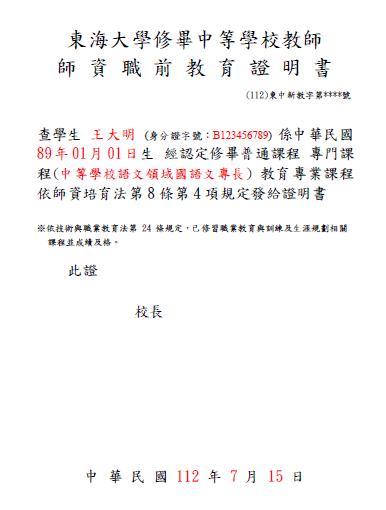 東海大學修畢中等學校教師
師資職前教育證明書
(112)東中新教字第****號
查學生 王大明 (身分證字號：B123456789) 係中華民國
89年01月01日生 經認定修畢普通課程 專門課
程(中等學校語文領域國語文專長) 教育專業課程
依師資培育法第8條第4項規定發給證明書
※依技術與職業教育法第 24 條規定，已修習職業教育與訓練及生涯規劃相關
課程並成績及格。
此證
校長
中華民國 112 年 7 月 15 日